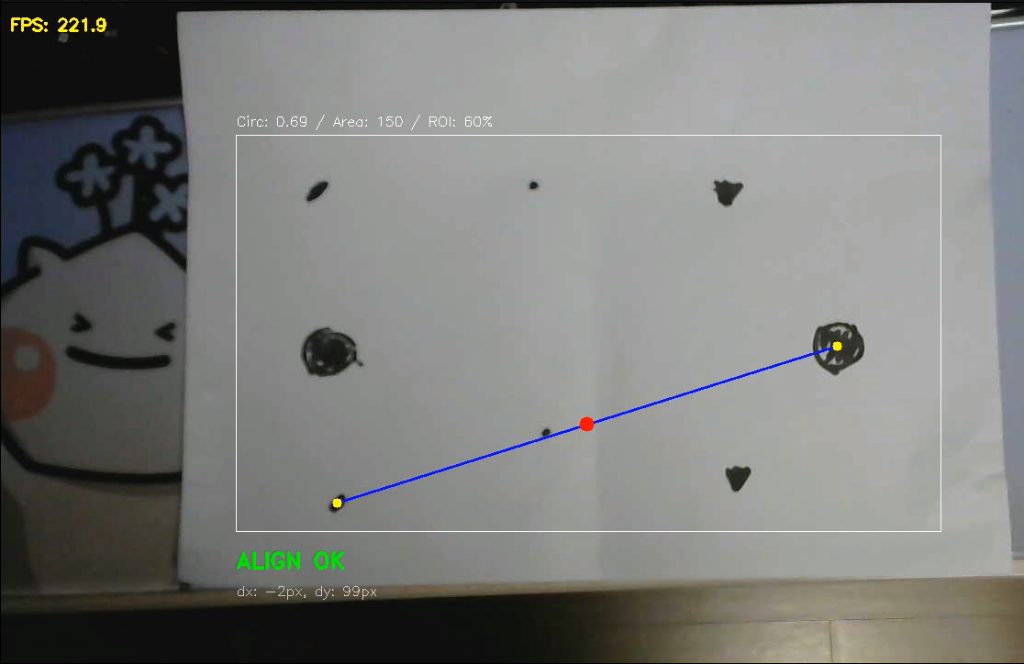 FPS: 221.9
Circ: 0.69 / Area: 150 / ROI: 60%
ALIGN OK
dx: -2px, dy: 99px